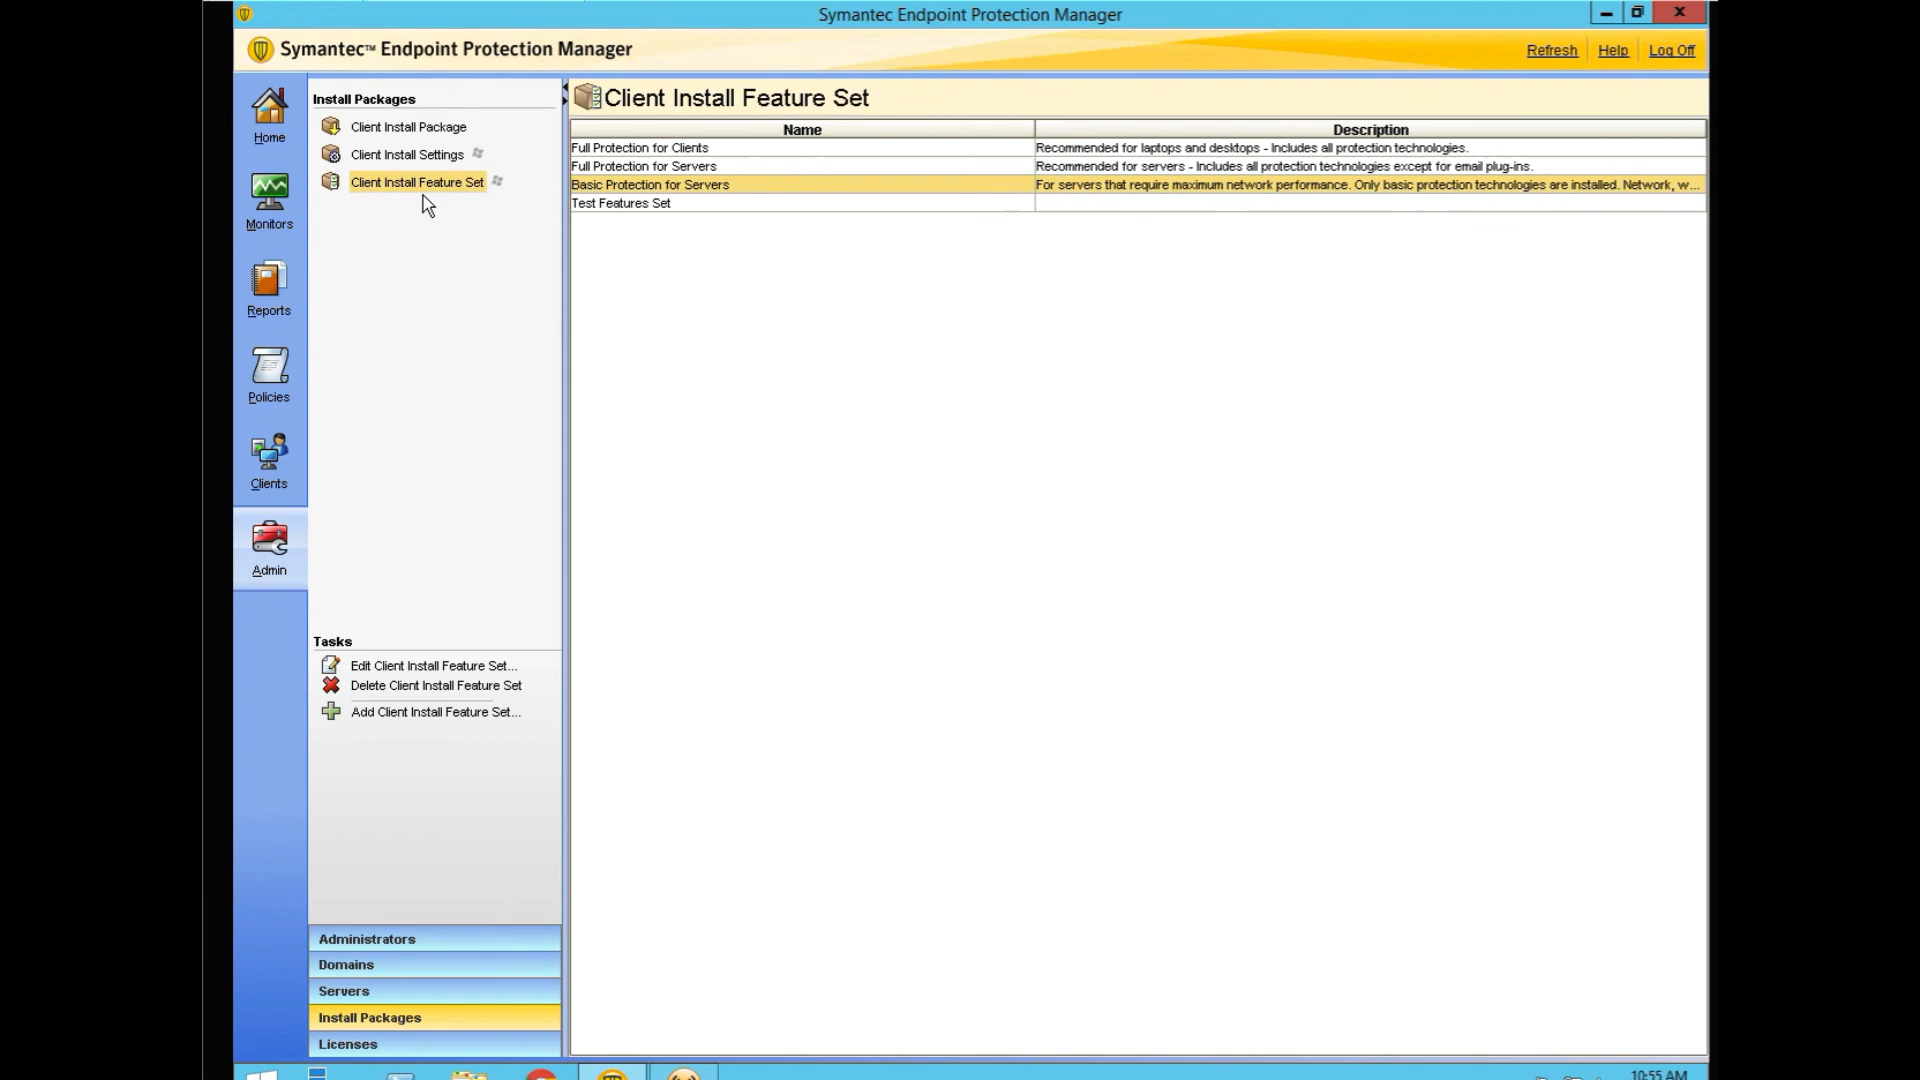 Symantec Endpoint Protection Manager
Symantec™ Endpoint Protection Manager
Refresh
Help
Log Off
Home
Monitors
Reports
Policies
Clients
Admin
Install Packages
Client Install Package
Client Install Settings
Client Install Feature Set
Tasks
Edit Client Install Feature Set...
Delete Client Install Feature Set
Add Client Install Feature Set...
Administrators
Domains
Servers
Install Packages
Licenses
Client Install Feature Set
Name Description
Full Protection for Clients Recommended for laptops and desktops - Includes all protection technologies.
Full Protection for Servers Recommended for servers - Includes all protection technologies except for email plug-ins.
Basic Protection for Servers For servers that require maximum network performance. Only basic protection technologies are installed. Network, w...
Test Features Set
10:55 AM